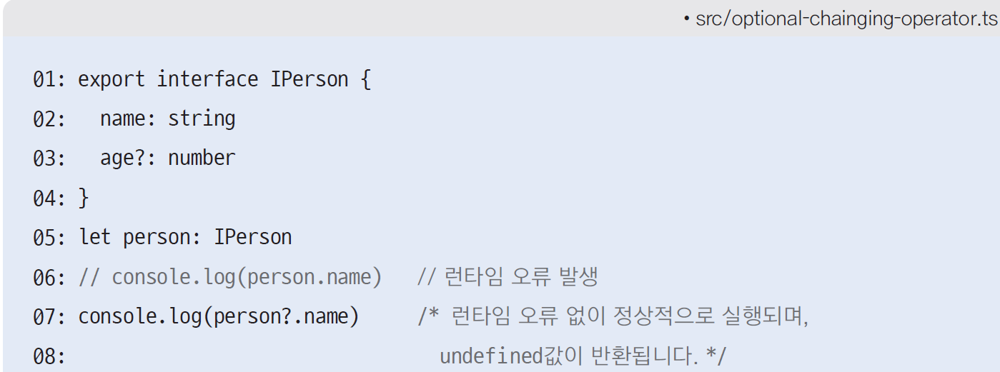 • src/optional-chainging-operator.ts
01: export interface IPerson {
02:   name: string
03:   age?: number
04: }
05: let person: IPerson
06: // console.log(person.name)   // 런타임 오류 발생
07: console.log(person?.name)     /* 런타임 오류 없이 정상적으로 실행되며,
08:                               undefined값이 반환됩니다. */